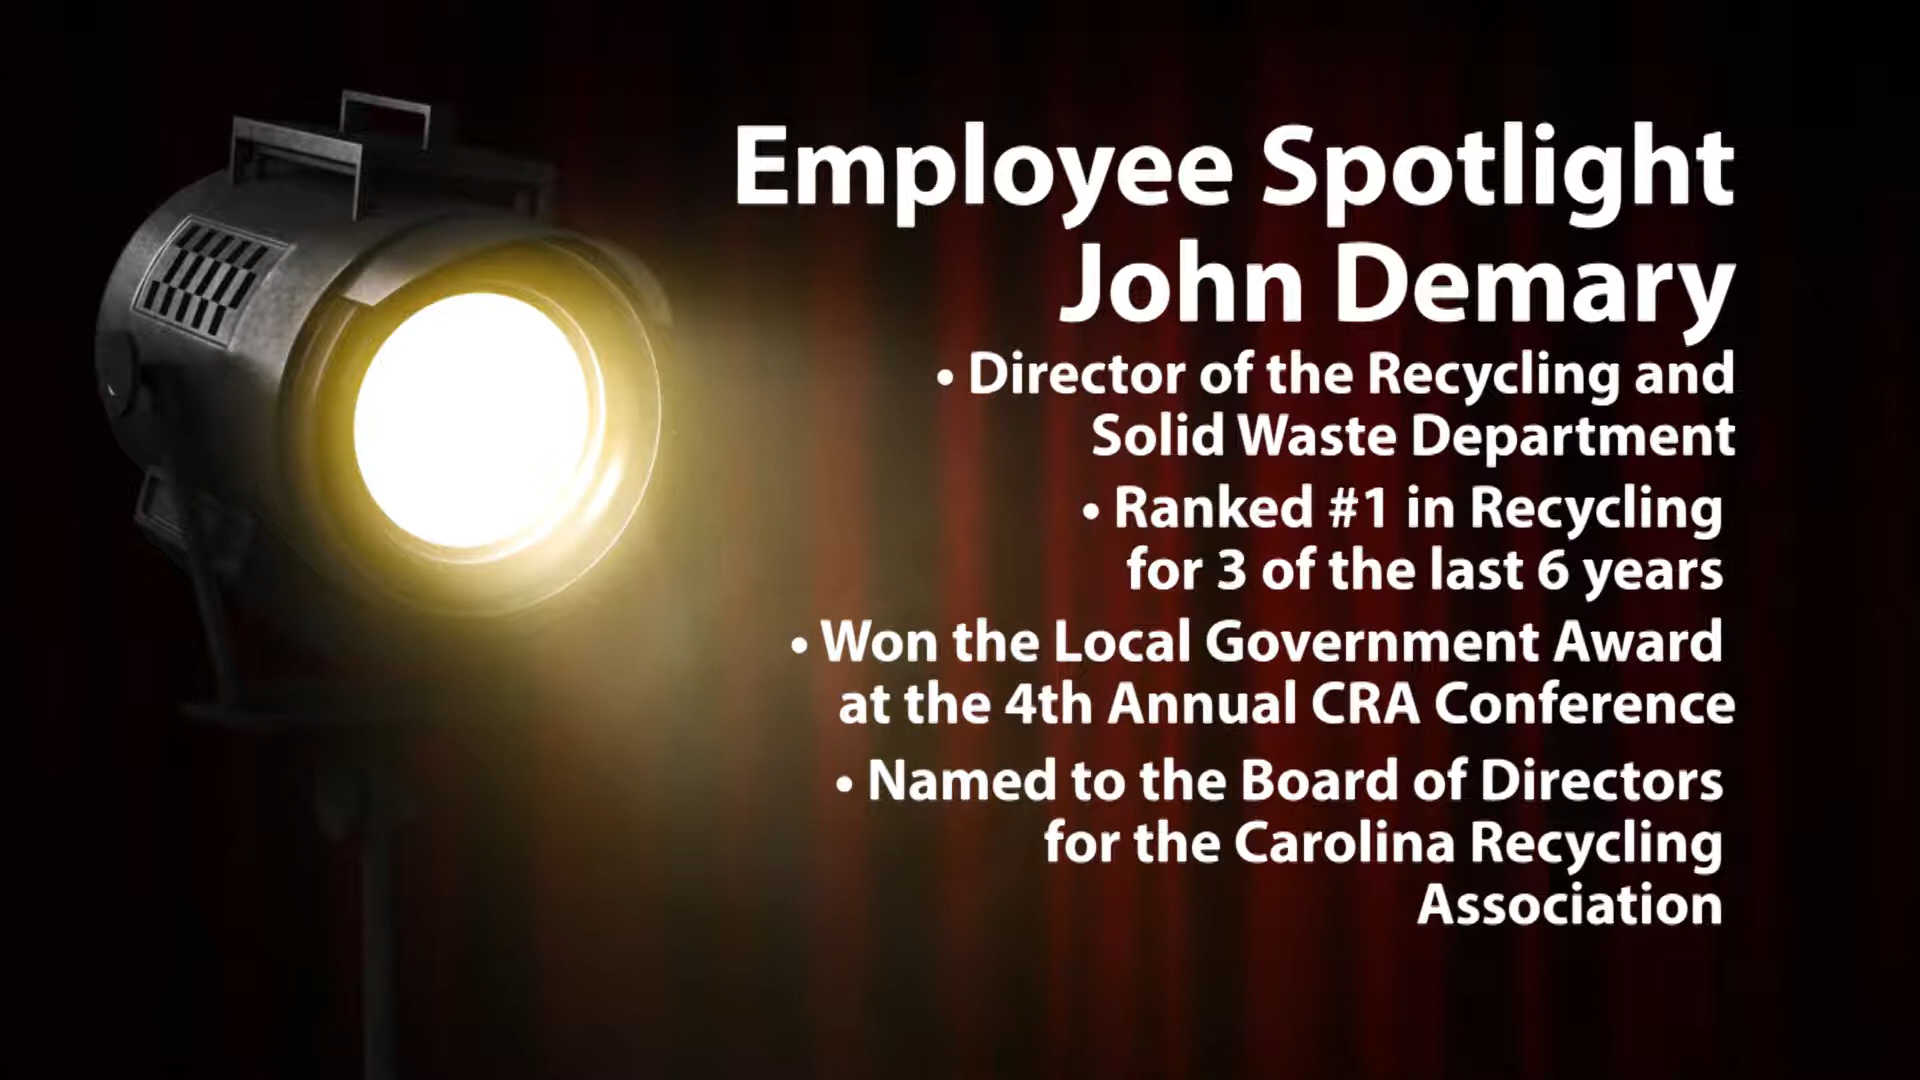 Employee Spotlight
John Demary
• Director of the Recycling and
Solid Waste Department
• Ranked #1 in Recycling
for 3 of the last 6 years
• Won the Local Government Award
at the 4th Annual CRA Conference
• Named to the Board of Directors
for the Carolina Recycling
Association